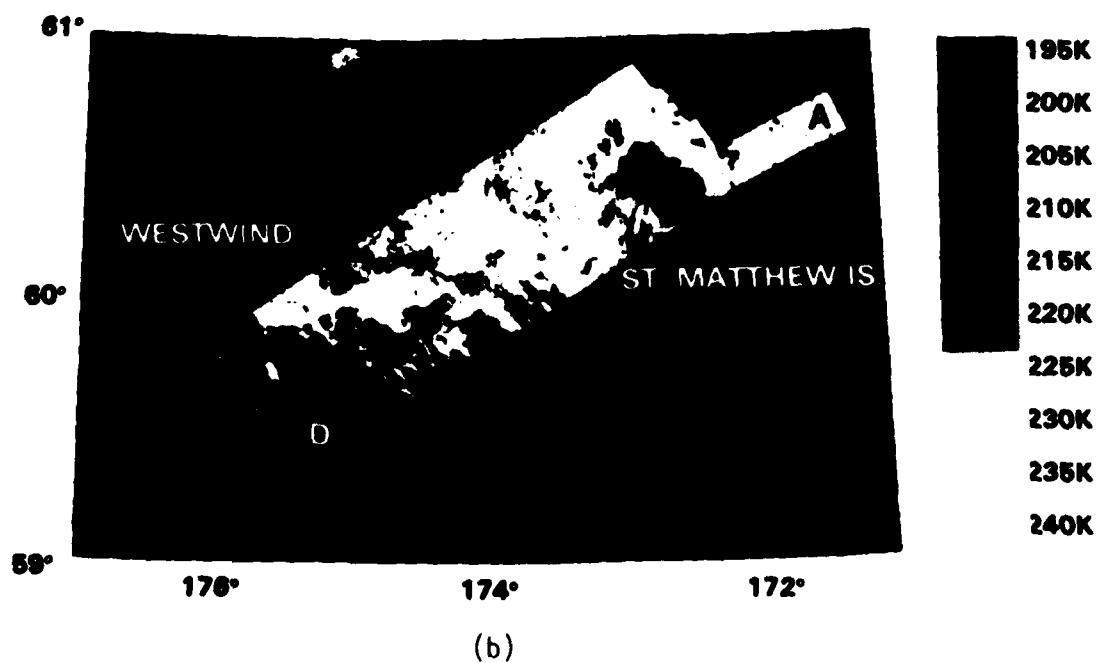 61°
195K
200K
A
205K
210K
WESTWIND
215K
ST MATTHEW IS
60°
220K
225K
230K
D
235K
240K
59°
176°
174°
172°
(b)